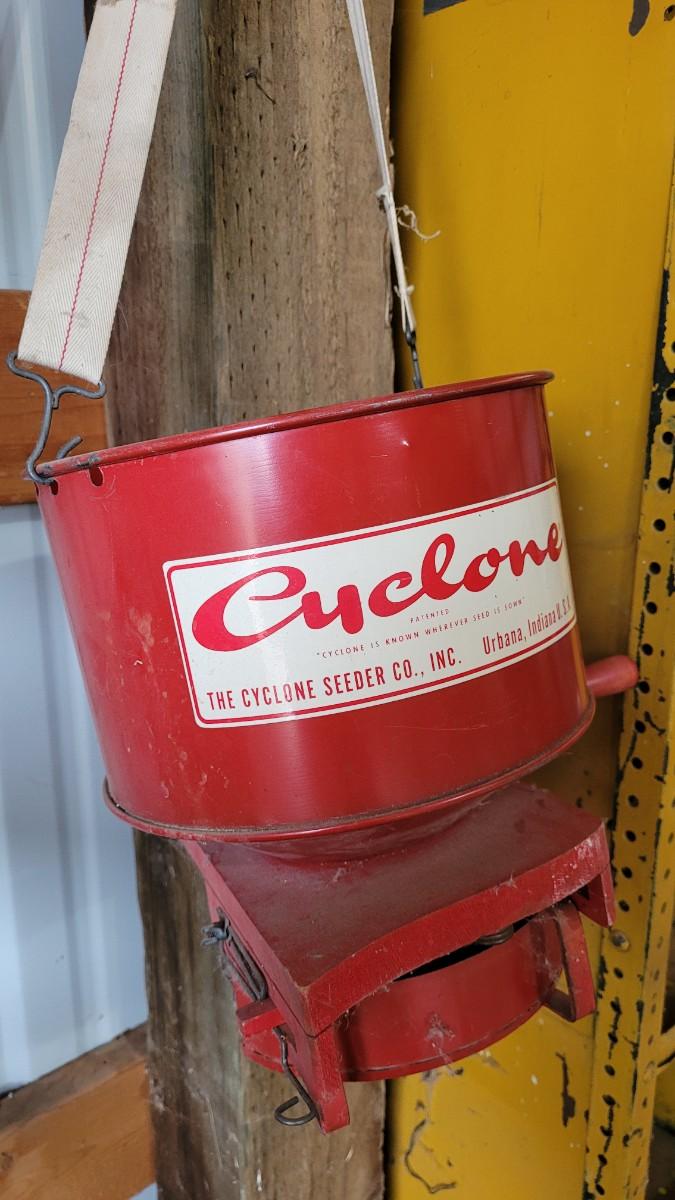 Cyclone
PATENTED
"CYCLONE IS KNOWN WHEREVER SEED IS SOWN"
THE CYCLONE SEEDER CO., INC. Urbana, Indiana U.S.A.